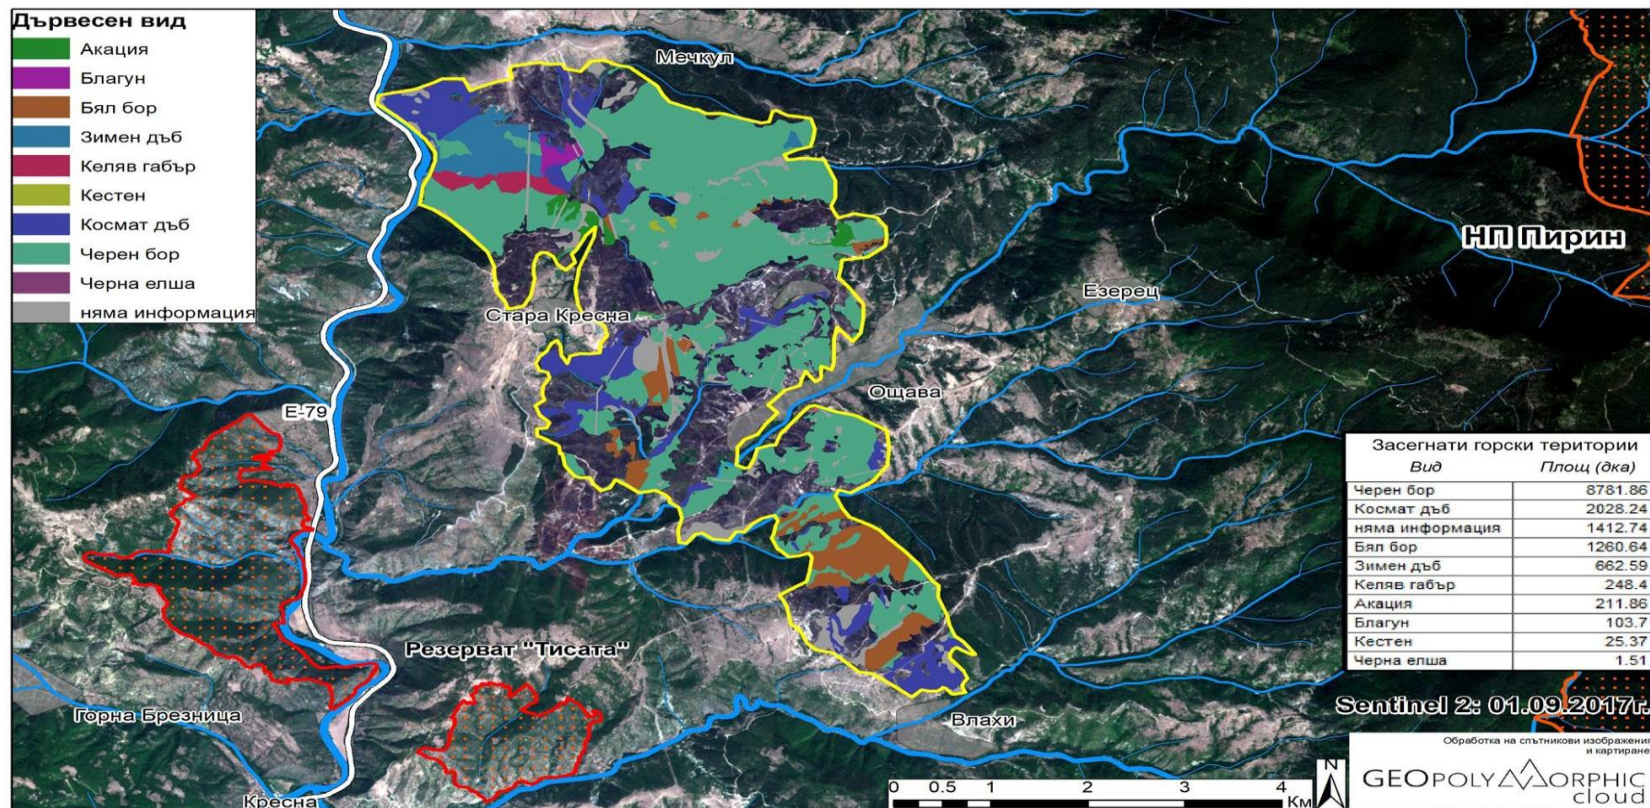 Дървесен вид
Акация
Благун
Бял бор
Зимен дъб
Келяв габър
Кестен
Космат дъб
Черен бор
Черна елша
няма информация
Мечкул
НП Пирин
Езерец
Стара Кресна
Ощава
E-79
Резерват "Тисата"
Горна Брезница
Влахи
Кресна
Засегнати горски територии
Вид Площ (дка)
Черен бор 8781.86
Космат дъб 2028.24
няма информация 1412.74
Бял бор 1260.64
Зимен дъб 662.59
Келяв габър 248.4
Акация 211.86
Благун 103.7
Кестен 25.37
Черна елша 1.51
Sentinel 2: 01.09.2017г.
Обработка на спътникови изображения
и картиране
GEOPOLYMORPHIC
cloud
N
0 0.5 1 2 3 4
Км